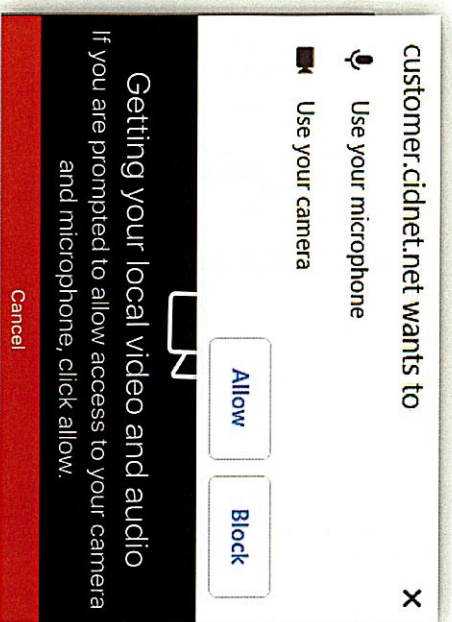 customer.cidnet.net wants to
X
Use your microphone
Use your camera
Allow
Block
Getting your local video and audio
If you are prompted to allow access to your camera
and microphone, click allow.
Cancel